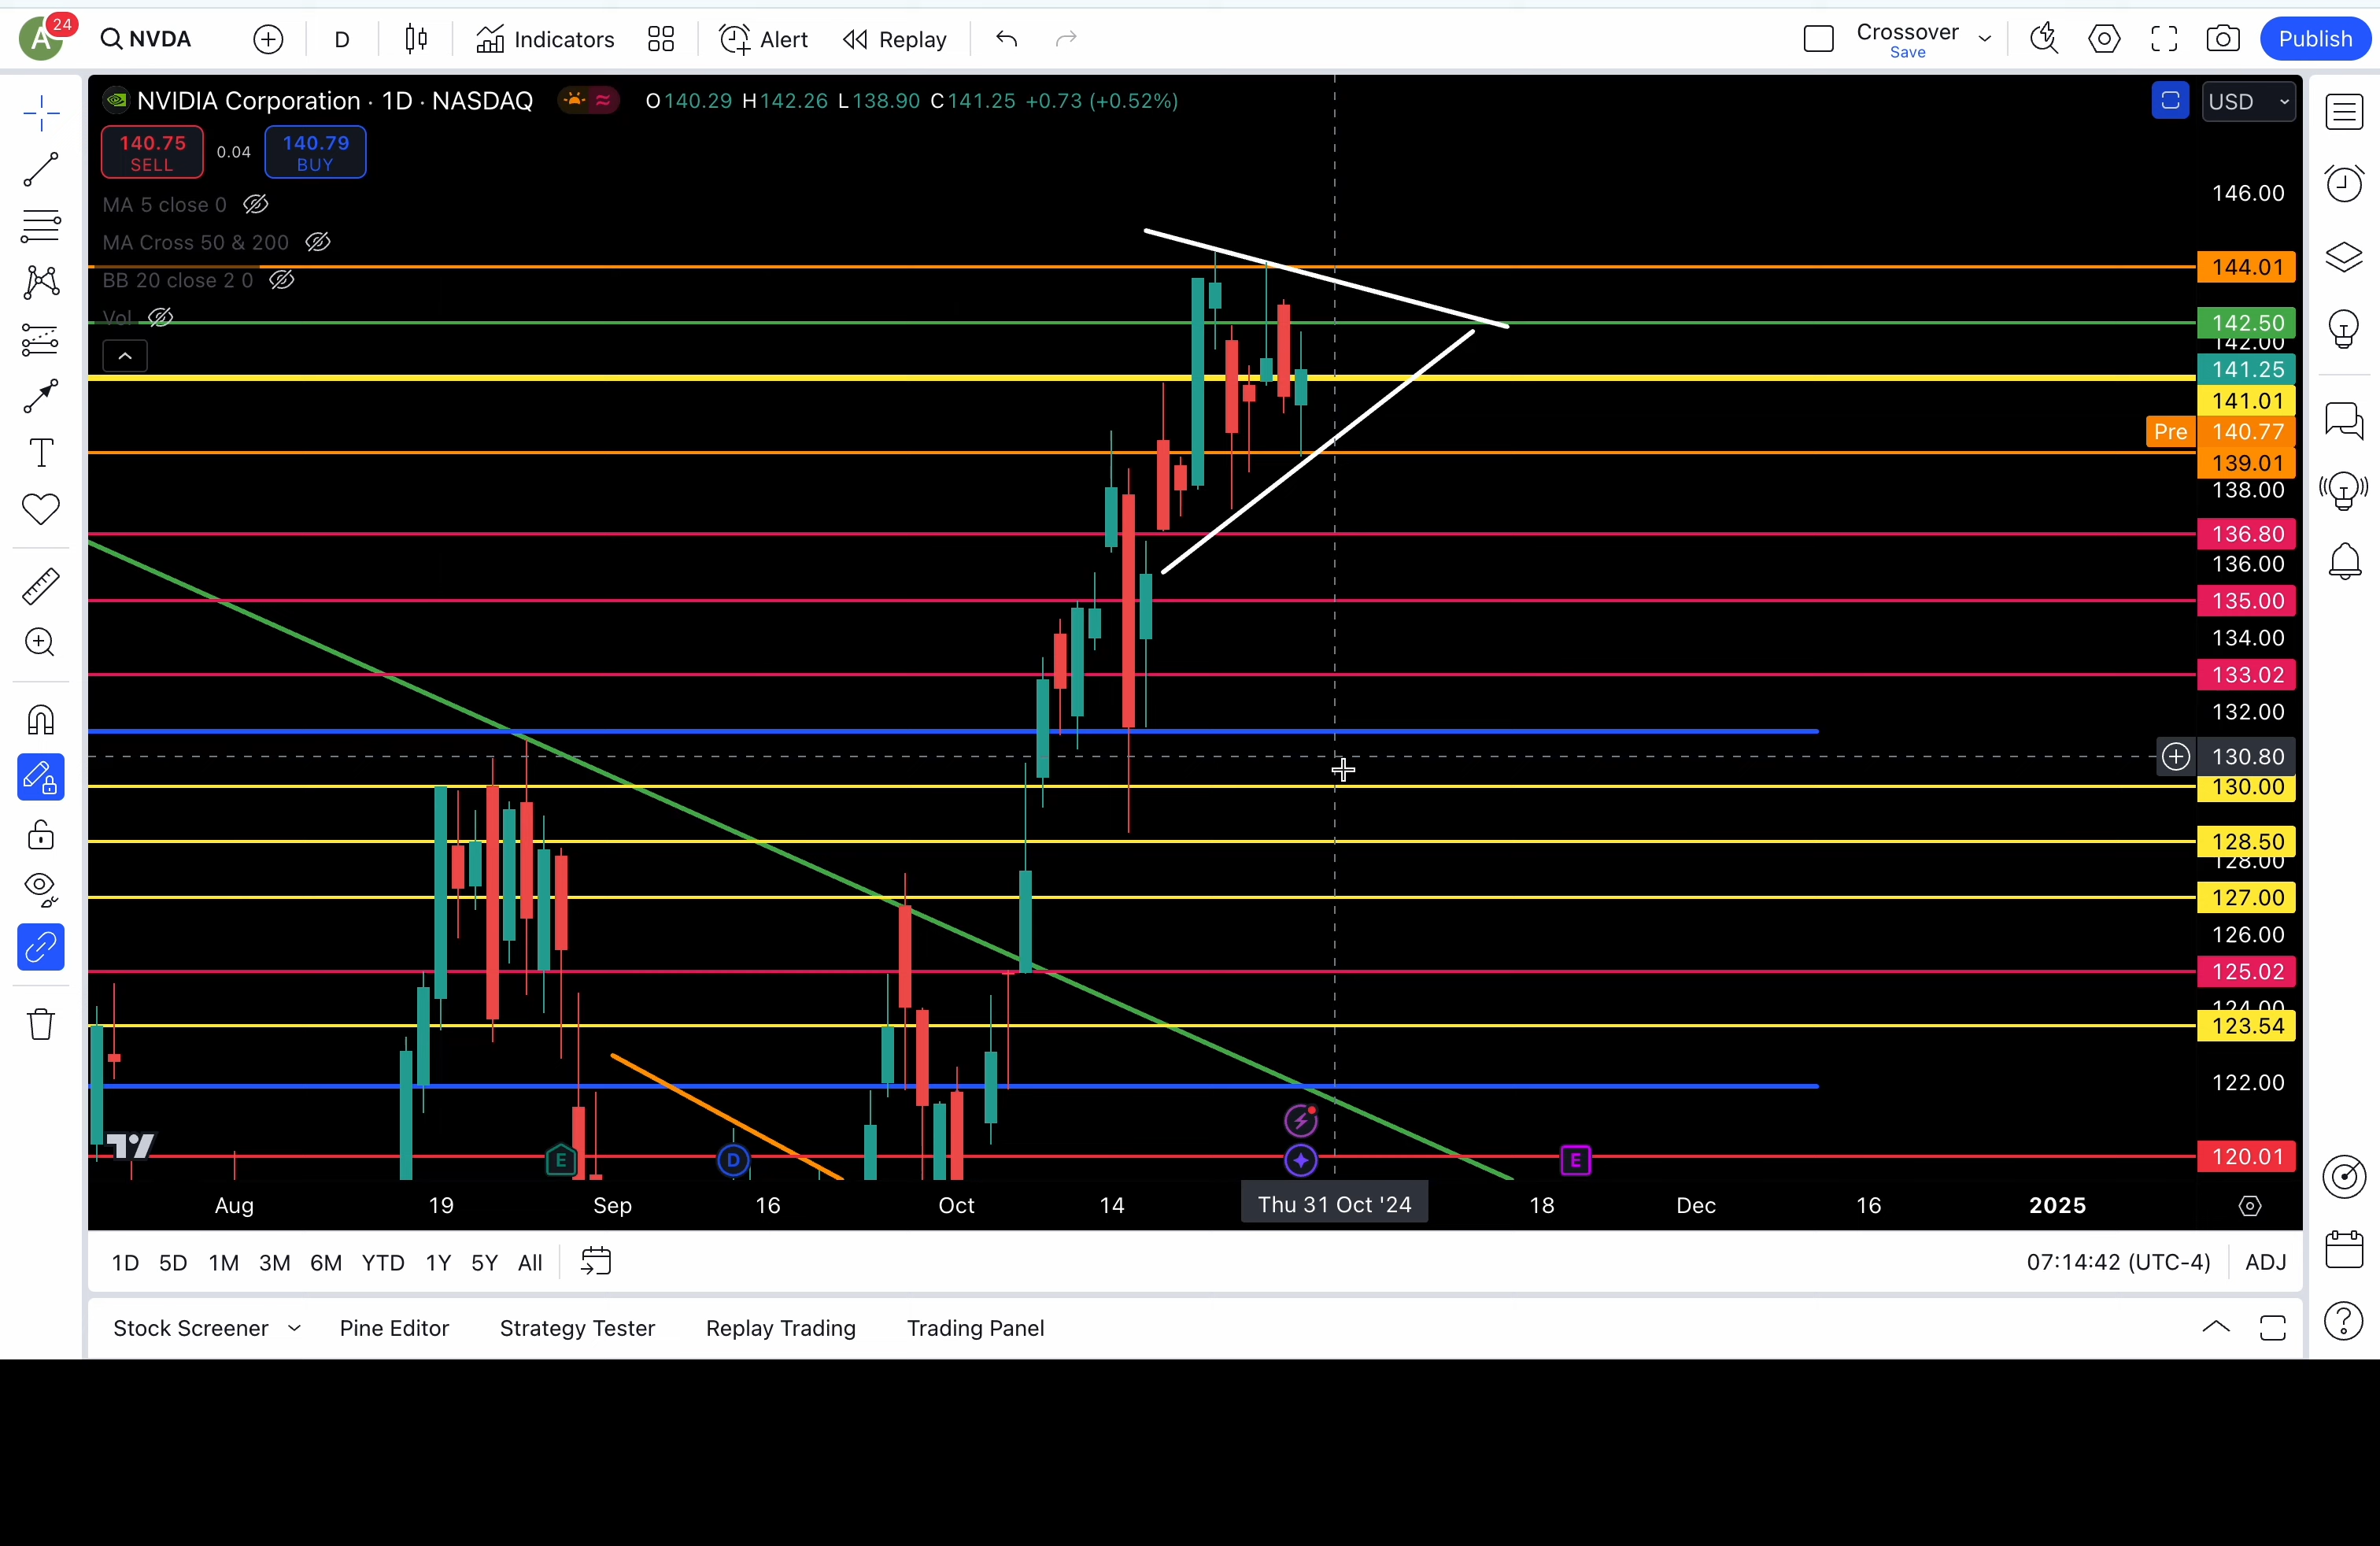 A 24 NVDA D Indicators Alert Replay Crossover Save Publish
NVIDIA Corporation · 1D · NASDAQ O140.29 H142.26 L138.90 C141.25 +0.73 (+0.52%) USD
140.75 SELL 0.04 140.79 BUY
MA 5 close 0
MA Cross 50 & 200
BB 20 close 2 0
Vol
146.00
144.01
142.50
142.00
141.25
141.01
Pre 140.77
139.01
138.00
136.80
136.00
135.00
134.00
133.02
132.00
130.80
130.00
128.50
128.00
127.00
126.00
125.02
124.00
123.54
122.00
120.01
E D E
Aug 19 Sep 16 Oct 14 Thu 31 Oct '24 18 Dec 16 2025
1D 5D 1M 3M 6M YTD 1Y 5Y All 07:14:42 (UTC-4) ADJ
Stock Screener Pine Editor Strategy Tester Replay Trading Trading Panel